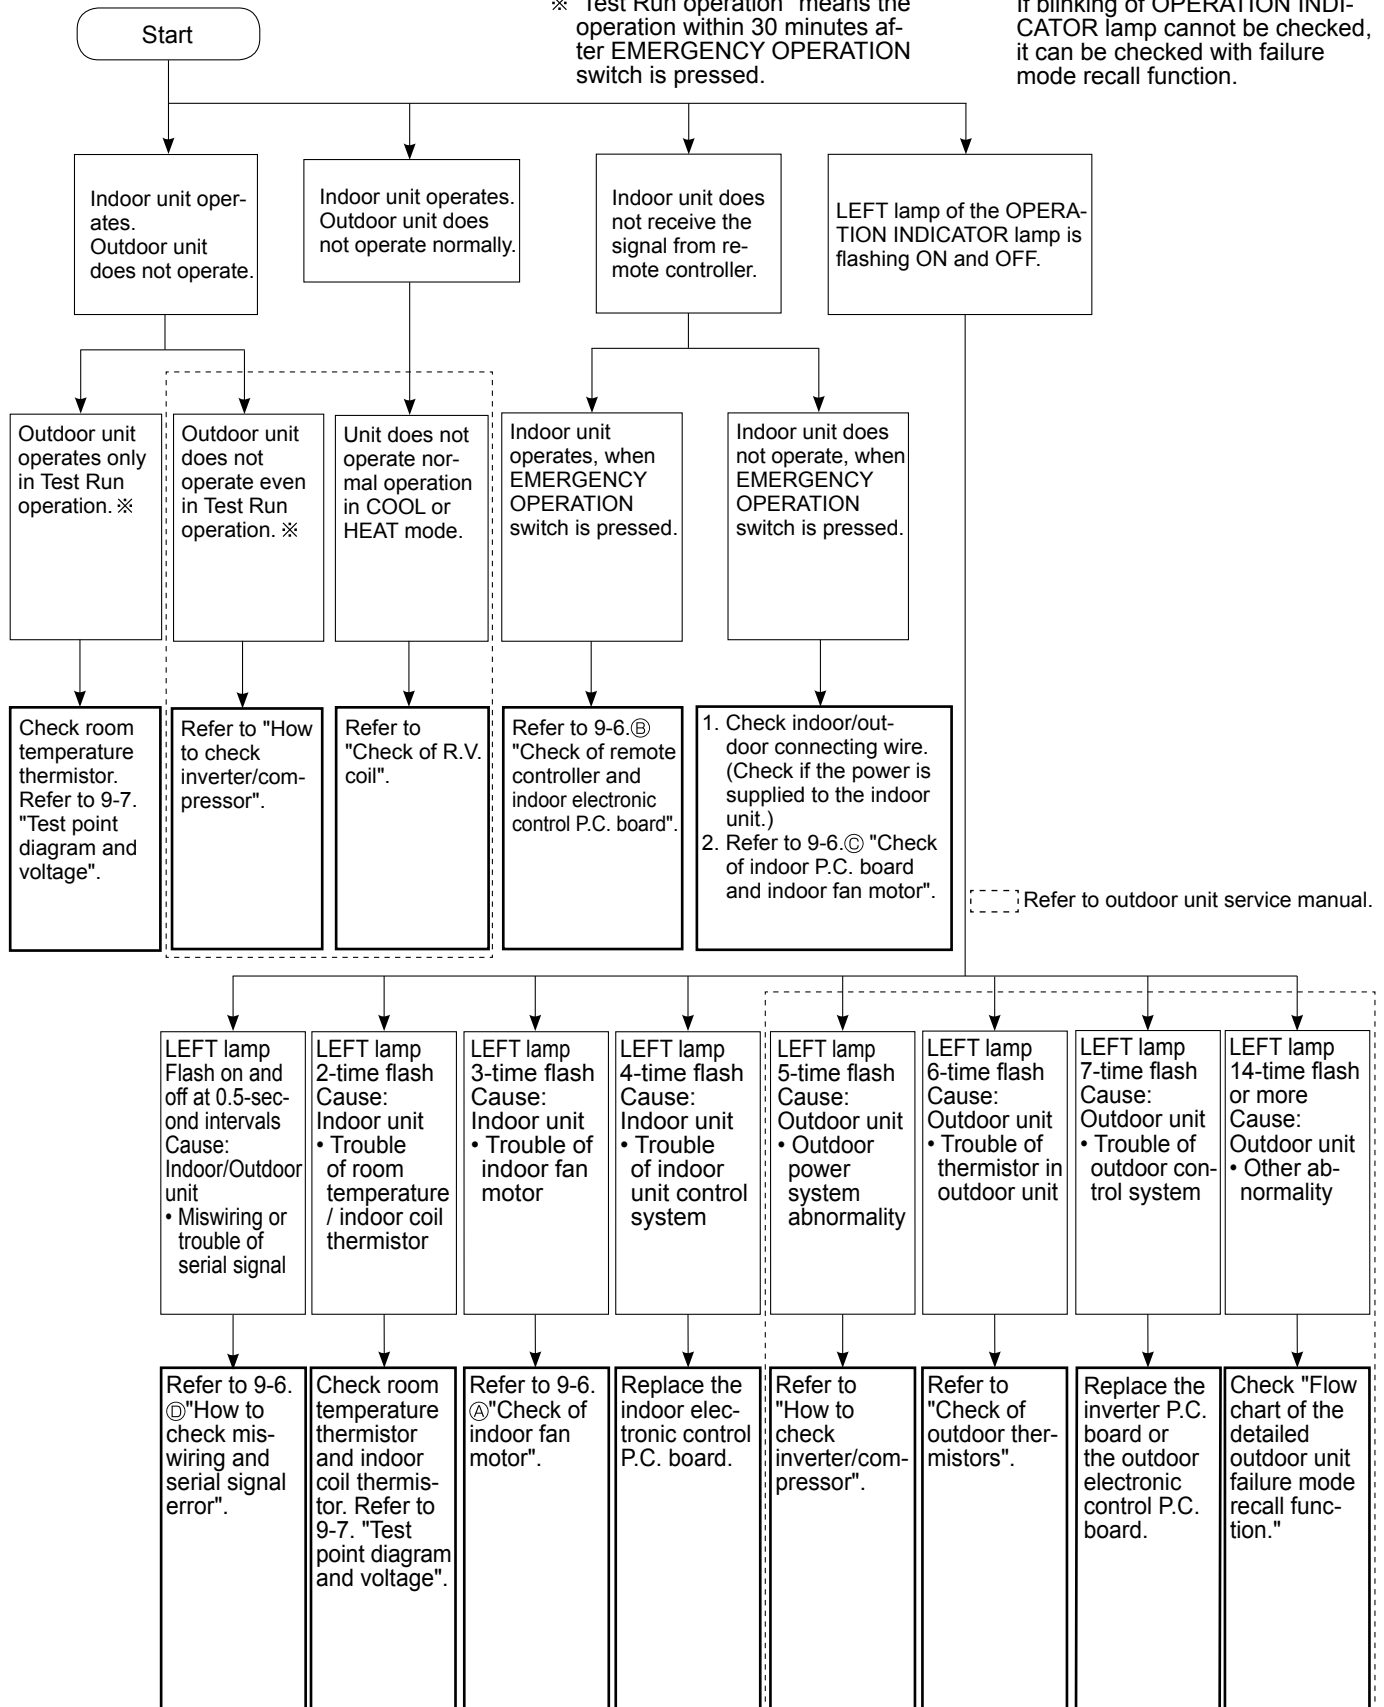 ※ "Test Run operation" means the
operation within 30 minutes af-
ter EMERGENCY OPERATION
switch is pressed.
If blinking of OPERATION INDI-
CATOR lamp cannot be checked,
it can be checked with failure
mode recall function.
Start
Indoor unit oper-
ates.
Outdoor unit
does not operate.
Indoor unit operates.
Outdoor unit does
not operate normally.
Indoor unit does
not receive the
signal from re-
mote controller.
LEFT lamp of the OPERA-
TION INDICATOR lamp is
flashing ON and OFF.
Outdoor unit
operates only
in Test Run
operation. ※
Outdoor unit
does not
operate even
in Test Run
operation. ※
Unit does not
operate nor-
mal operation
in COOL or
HEAT mode.
Indoor unit
operates, when
EMERGENCY
OPERATION
switch is pressed.
Indoor unit does
not operate, when
EMERGENCY
OPERATION
switch is pressed.
Check room
temperature
thermistor.
Refer to 9-7.
"Test point
diagram and
voltage".
Refer to "How
to check
inverter/com-
pressor".
Refer to
"Check of R.V.
coil".
Refer to 9-6.Ⓑ
"Check of remote
controller and
indoor electronic
control P.C. board".
1. Check indoor/out-
door connecting wire.
(Check if the power is
supplied to the indoor
unit.)
2. Refer to 9-6.Ⓒ "Check
of indoor P.C. board
and indoor fan motor".
Refer to outdoor unit service manual.
LEFT lamp
Flash on and
off at 0.5-sec-
ond intervals
Cause:
Indoor/Outdoor
unit
• Miswiring or
trouble of
serial signal
LEFT lamp
2-time flash
Cause:
Indoor unit
• Trouble
of room
temperature
/ indoor coil
thermistor
LEFT lamp
3-time flash
Cause:
Indoor unit
• Trouble of
indoor fan
motor
LEFT lamp
4-time flash
Cause:
Indoor unit
• Trouble
of indoor
unit control
system
LEFT lamp
5-time flash
Cause:
Outdoor unit
• Outdoor
power
system
abnormality
LEFT lamp
6-time flash
Cause:
Outdoor unit
• Trouble of
thermistor in
outdoor unit
LEFT lamp
7-time flash
Cause:
Outdoor unit
• Trouble of
outdoor con-
trol system
LEFT lamp
14-time flash
or more
Cause:
Outdoor unit
• Other ab-
normality
Refer to 9-6.
Ⓓ"How to
check mis-
wiring and
serial signal
error".
Check room
temperature
thermistor
and indoor
coil thermis-
tor. Refer to
9-7. "Test
point diagram
and voltage".
Refer to 9-6.
Ⓐ"Check of
indoor fan
motor".
Replace the
indoor elec-
tronic control
P.C. board.
Refer to
"How to
check
inverter/com-
pressor".
Refer to
"Check of
outdoor ther-
mistors".
Replace the
inverter P.C.
board or
the outdoor
electronic
control P.C.
board.
Check "Flow
chart of the
detailed
outdoor unit
failure mode
recall func-
tion."